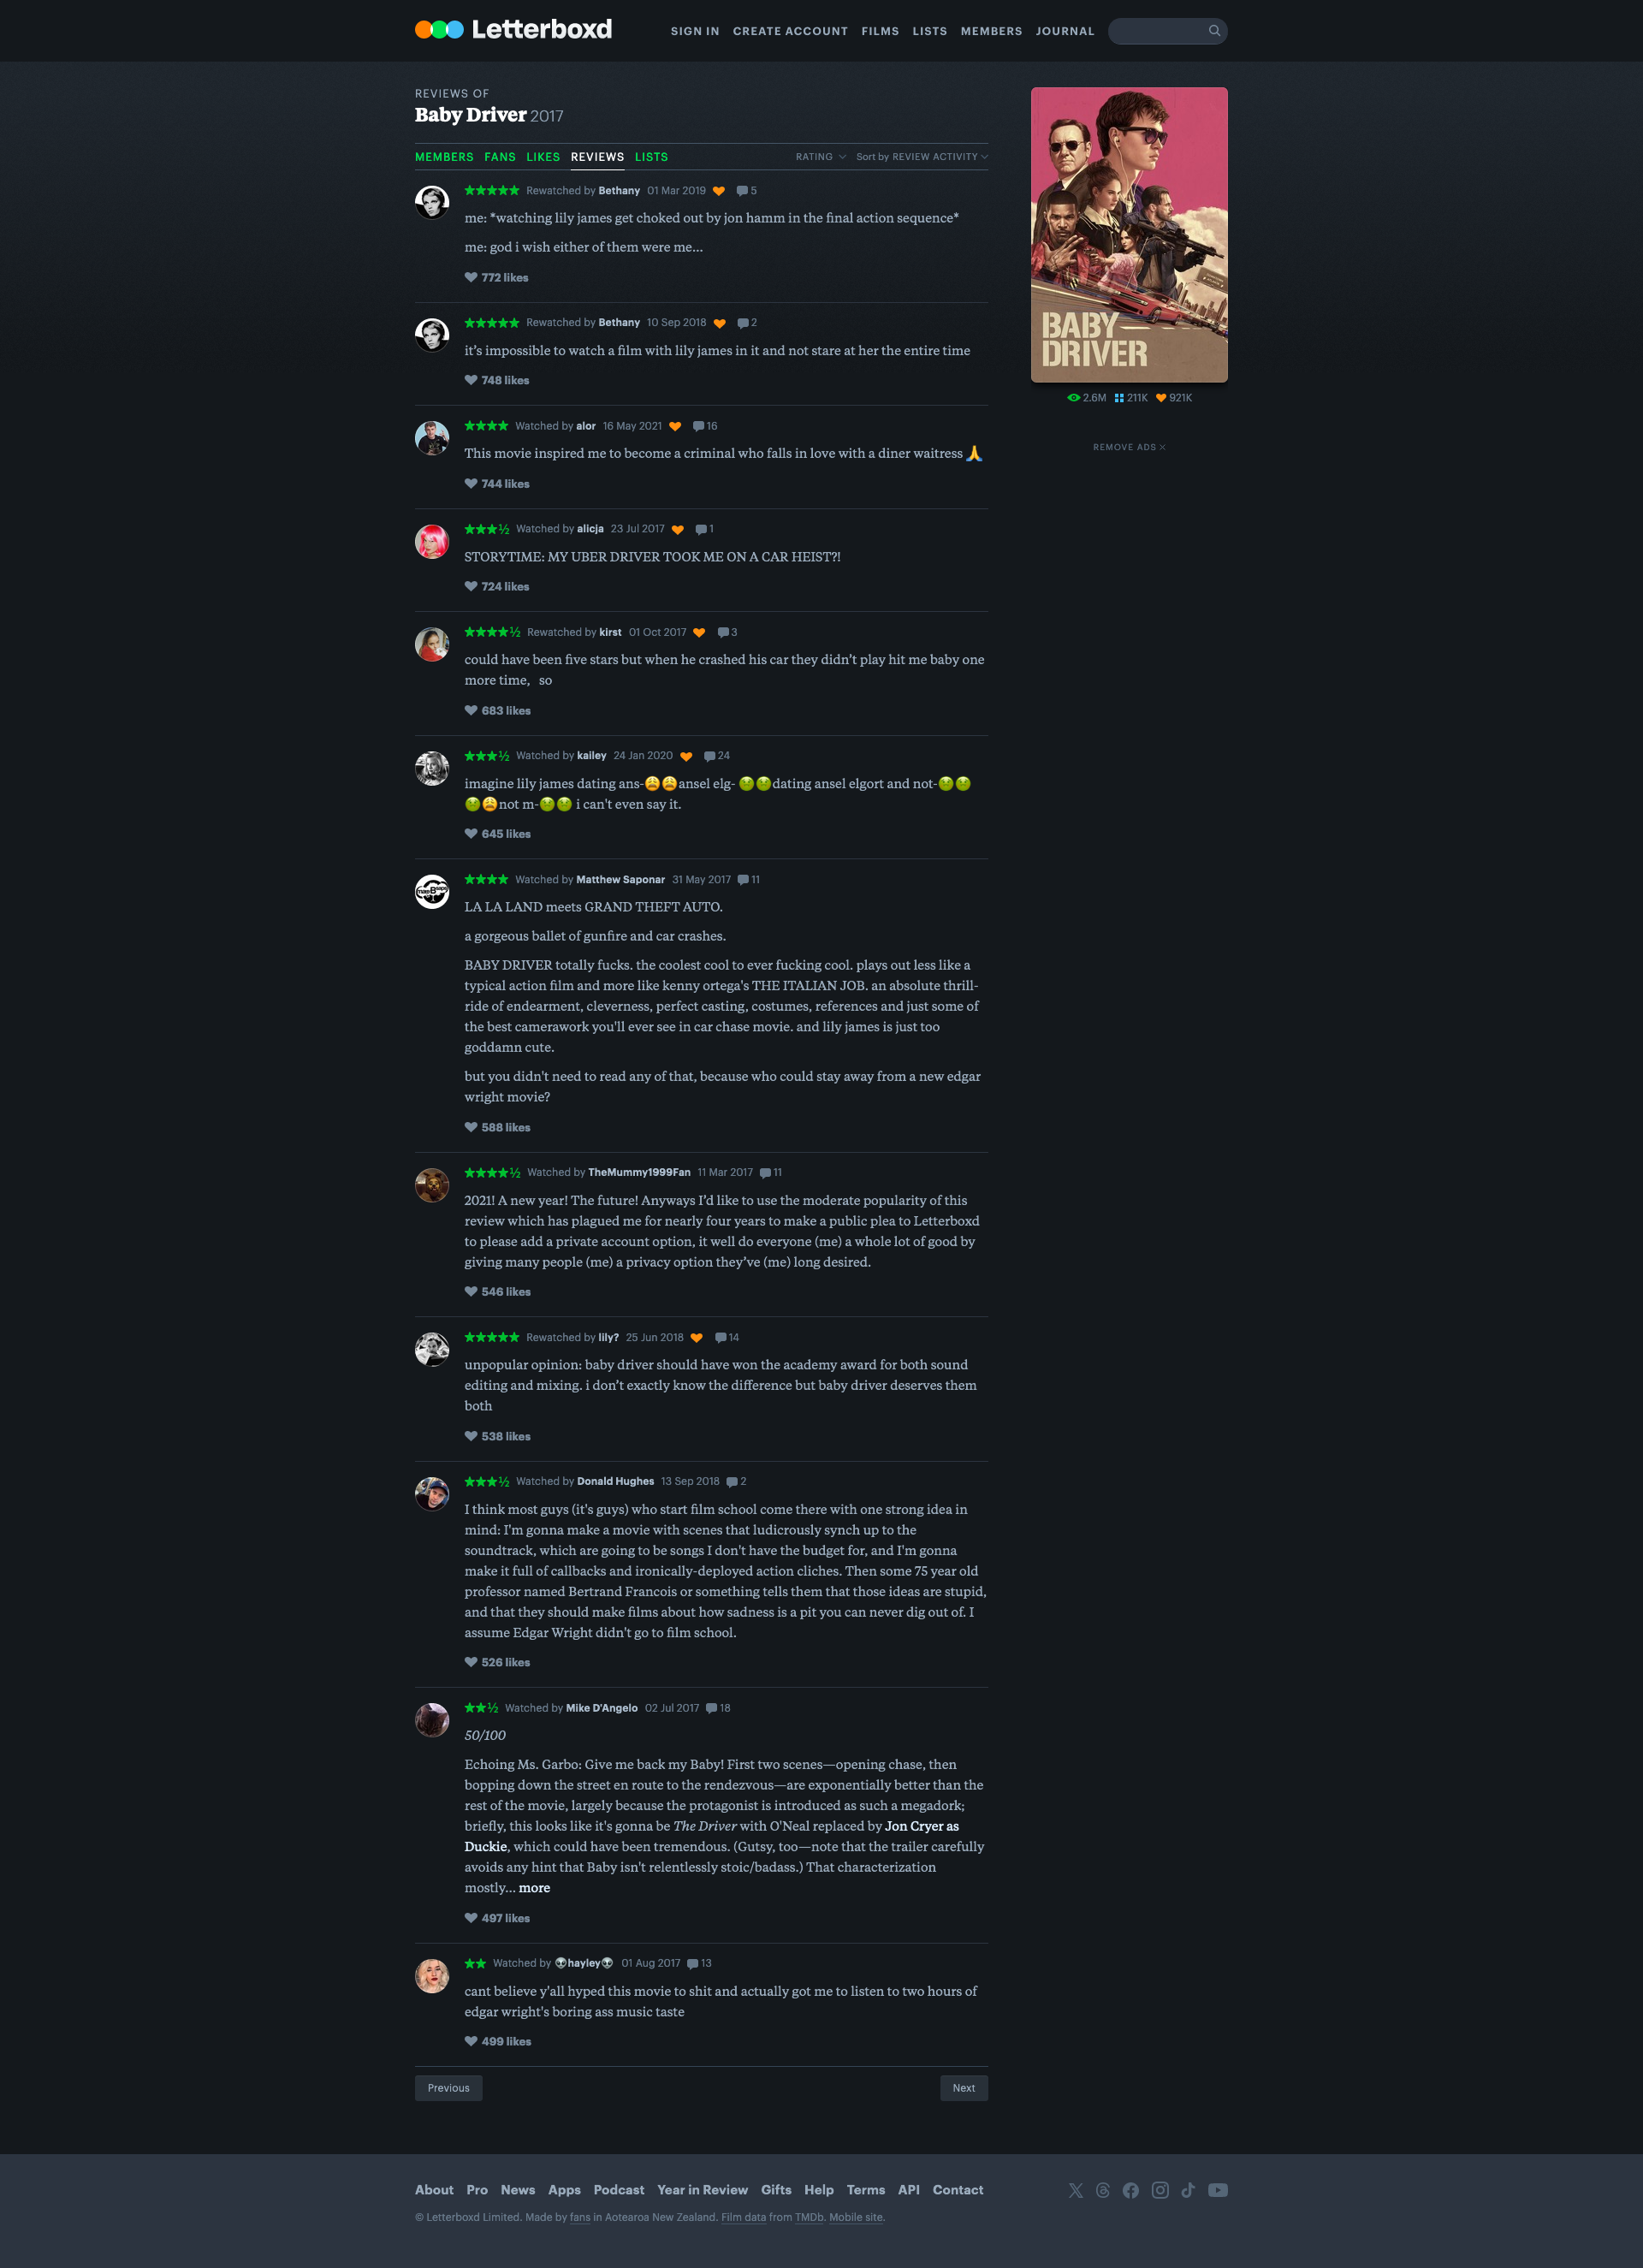 Letterboxd
SIGN IN CREATE ACCOUNT FILMS LISTS MEMBERS JOURNAL
REVIEWS OF
Baby Driver 2017
MEMBERS FANS LIKES REVIEWS LISTS
RATING Sort by REVIEW ACTIVITY
★★★★★ Rewatched by Bethany 01 Mar 2019 5
me: *watching lily james get choked out by jon hamm in the final action sequence*
me: god i wish either of them were me...
772 likes
★★★★★ Rewatched by Bethany 10 Sep 2018 2
it’s impossible to watch a film with lily james in it and not stare at her the entire time
748 likes
★★★★ Watched by alor 16 May 2021 16
This movie inspired me to become a criminal who falls in love with a diner waitress 🙏
744 likes
★★★½ Watched by alicja 23 Jul 2017 1
STORYTIME: MY UBER DRIVER TOOK ME ON A CAR HEIST?!
724 likes
★★★★½ Rewatched by kirst 01 Oct 2017 3
could have been five stars but when he crashed his car they didn’t play hit me baby one
more time, so
683 likes
★★★½ Watched by kailey 24 Jan 2020 24
imagine lily james dating ans-😩😩ansel elg- 🤢🤢dating ansel elgort and not-🤢🤢
🤢😩not m-🤢🤢 i can't even say it.
645 likes
★★★★ Watched by Matthew Saponar 31 May 2017 11
LA LA LAND meets GRAND THEFT AUTO.
a gorgeous ballet of gunfire and car crashes.
BABY DRIVER totally fucks. the coolest cool to ever fucking cool. plays out less like a
typical action film and more like kenny ortega's THE ITALIAN JOB. an absolute thrill-
ride of endearment, cleverness, perfect casting, costumes, references and just some of
the best camerawork you'll ever see in car chase movie. and lily james is just too
goddamn cute.
but you didn't need to read any of that, because who could stay away from a new edgar
wright movie?
588 likes
★★★★½ Watched by TheMummy1999Fan 11 Mar 2017 11
2021! A new year! The future! Anyways I’d like to use the moderate popularity of this
review which has plagued me for nearly four years to make a public plea to Letterboxd
to please add a private account option, it well do everyone (me) a whole lot of good by
giving many people (me) a privacy option they’ve (me) long desired.
546 likes
★★★★★ Rewatched by lily? 25 Jun 2018 14
unpopular opinion: baby driver should have won the academy award for both sound
editing and mixing. i don’t exactly know the difference but baby driver deserves them
both
538 likes
★★★½ Watched by Donald Hughes 13 Sep 2018 2
I think most guys (it's guys) who start film school come there with one strong idea in
mind: I'm gonna make a movie with scenes that ludicrously synch up to the
soundtrack, which are going to be songs I don't have the budget for, and I'm gonna
make it full of callbacks and ironically-deployed action cliches. Then some 75 year old
professor named Bertrand Francois or something tells them that those ideas are stupid,
and that they should make films about how sadness is a pit you can never dig out of. I
assume Edgar Wright didn't go to film school.
526 likes
★★½ Watched by Mike D'Angelo 02 Jul 2017 18
50/100
Echoing Ms. Garbo: Give me back my Baby! First two scenes—opening chase, then
bopping down the street en route to the rendezvous—are exponentially better than the
rest of the movie, largely because the protagonist is introduced as such a megadork;
briefly, this looks like it's gonna be The Driver with O'Neal replaced by Jon Cryer as
Duckie, which could have been tremendous. (Gutsy, too—note that the trailer carefully
avoids any hint that Baby isn't relentlessly stoic/badass.) That characterization
mostly… more
497 likes
★★ Watched by 👽hayley👽 01 Aug 2017 13
cant believe y'all hyped this movie to shit and actually got me to listen to two hours of
edgar wright's boring ass music taste
499 likes
Previous Next
BABY
DRIVER
2.6M 211K 921K
REMOVE ADS
About Pro News Apps Podcast Year in Review Gifts Help Terms API Contact
© Letterboxd Limited. Made by fans in Aotearoa New Zealand. Film data from TMDb. Mobile site.